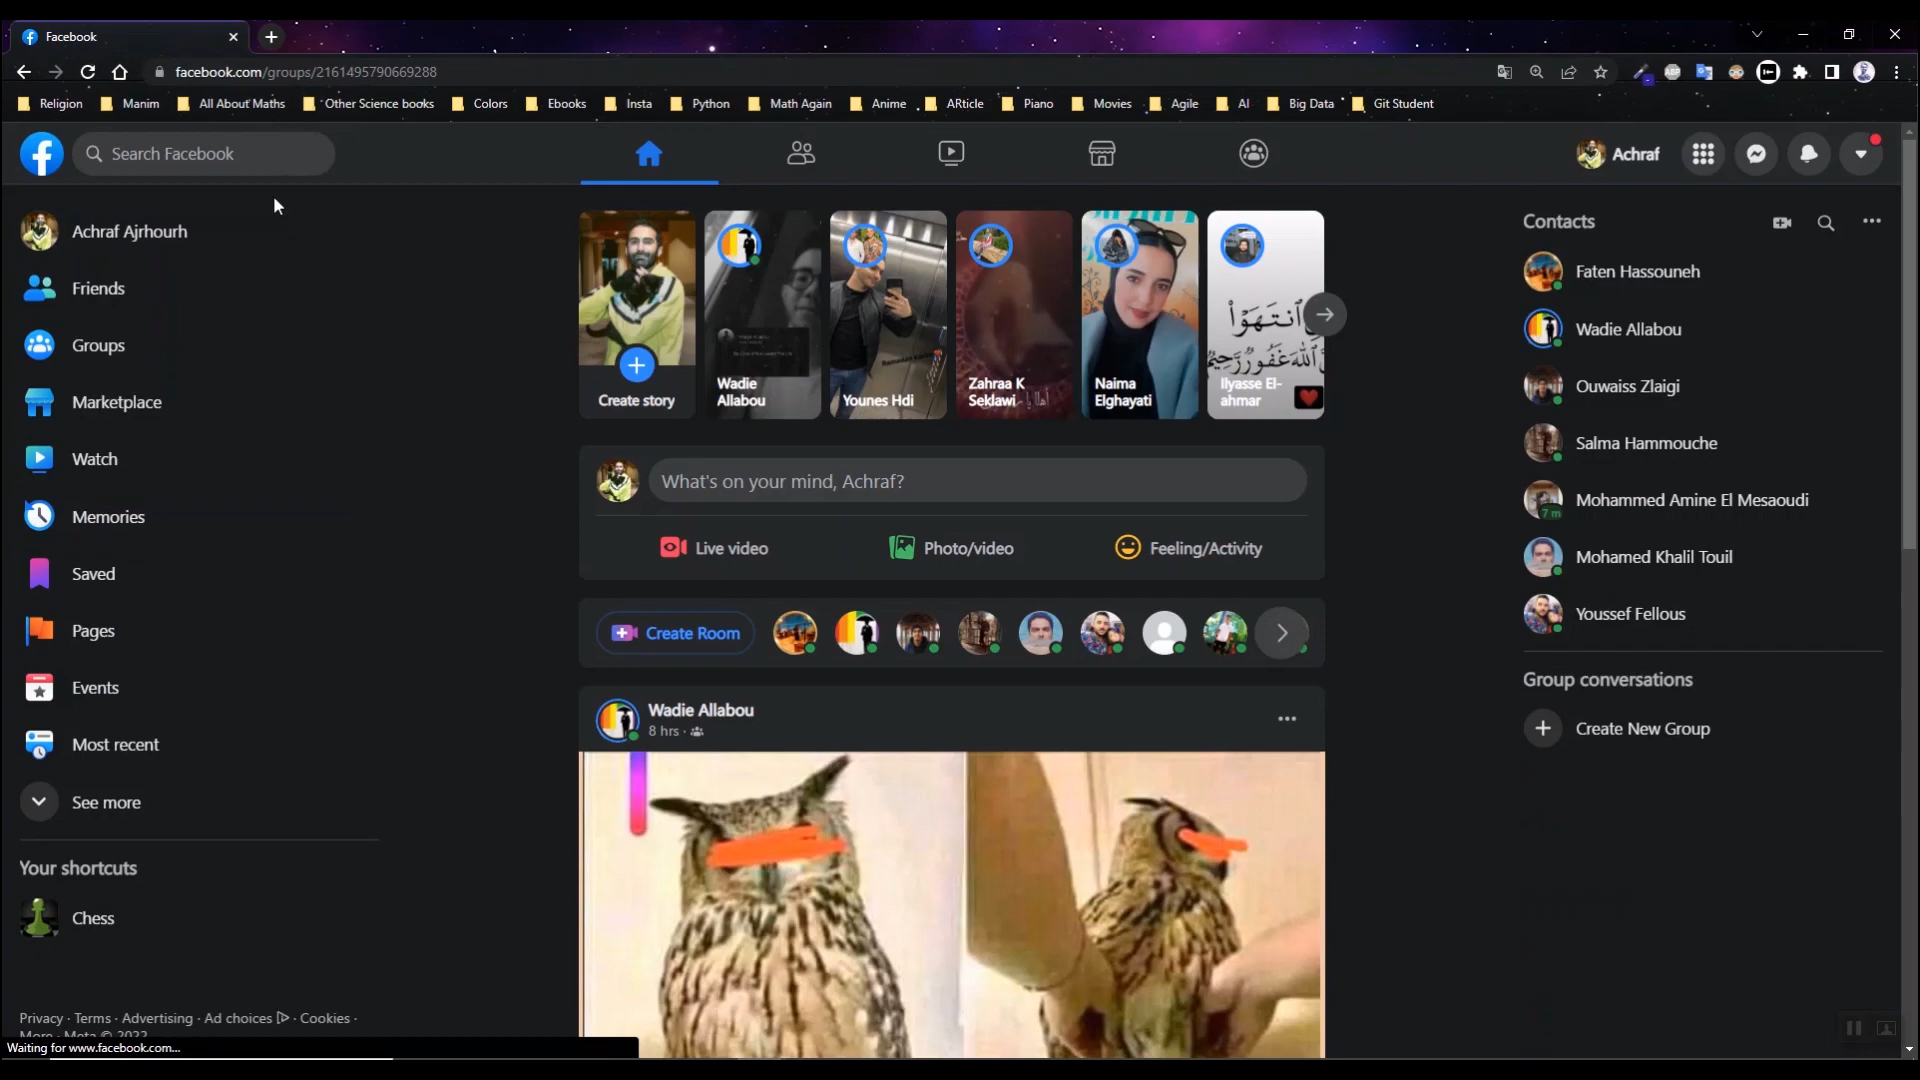 Facebook
facebook.com/groups/2161495790669288
Religion
Manim
All About Maths
Other Science books
Colors
Ebooks
Insta
Python
Math Again
Anime
ARticle
Piano
Movies
Agile
AI
Big Data
Git Student
Search Facebook
Achraf
Achraf Ajrhourh
Friends
Groups
Marketplace
Watch
Memories
Saved
Pages
Events
Most recent
See more
Your shortcuts
Chess
Privacy · Terms · Advertising · Ad choices · Cookies ·
More · Meta © 2022
Waiting for www.facebook.com...
Create story
Wadie
Allabou
Younes Hdi
Zahraa K
Seklawi
Naima
Elghayati
Ilyasse El-
ahmar
What's on your mind, Achraf?
Live video
Photo/video
Feeling/Activity
Create Room
Wadie Allabou
8 hrs ·
Contacts
Faten Hassouneh
Wadie Allabou
Ouwaiss Zlaigi
Salma Hammouche
7 m
Mohammed Amine El Mesaoudi
Mohamed Khalil Touil
Youssef Fellous
Group conversations
Create New Group